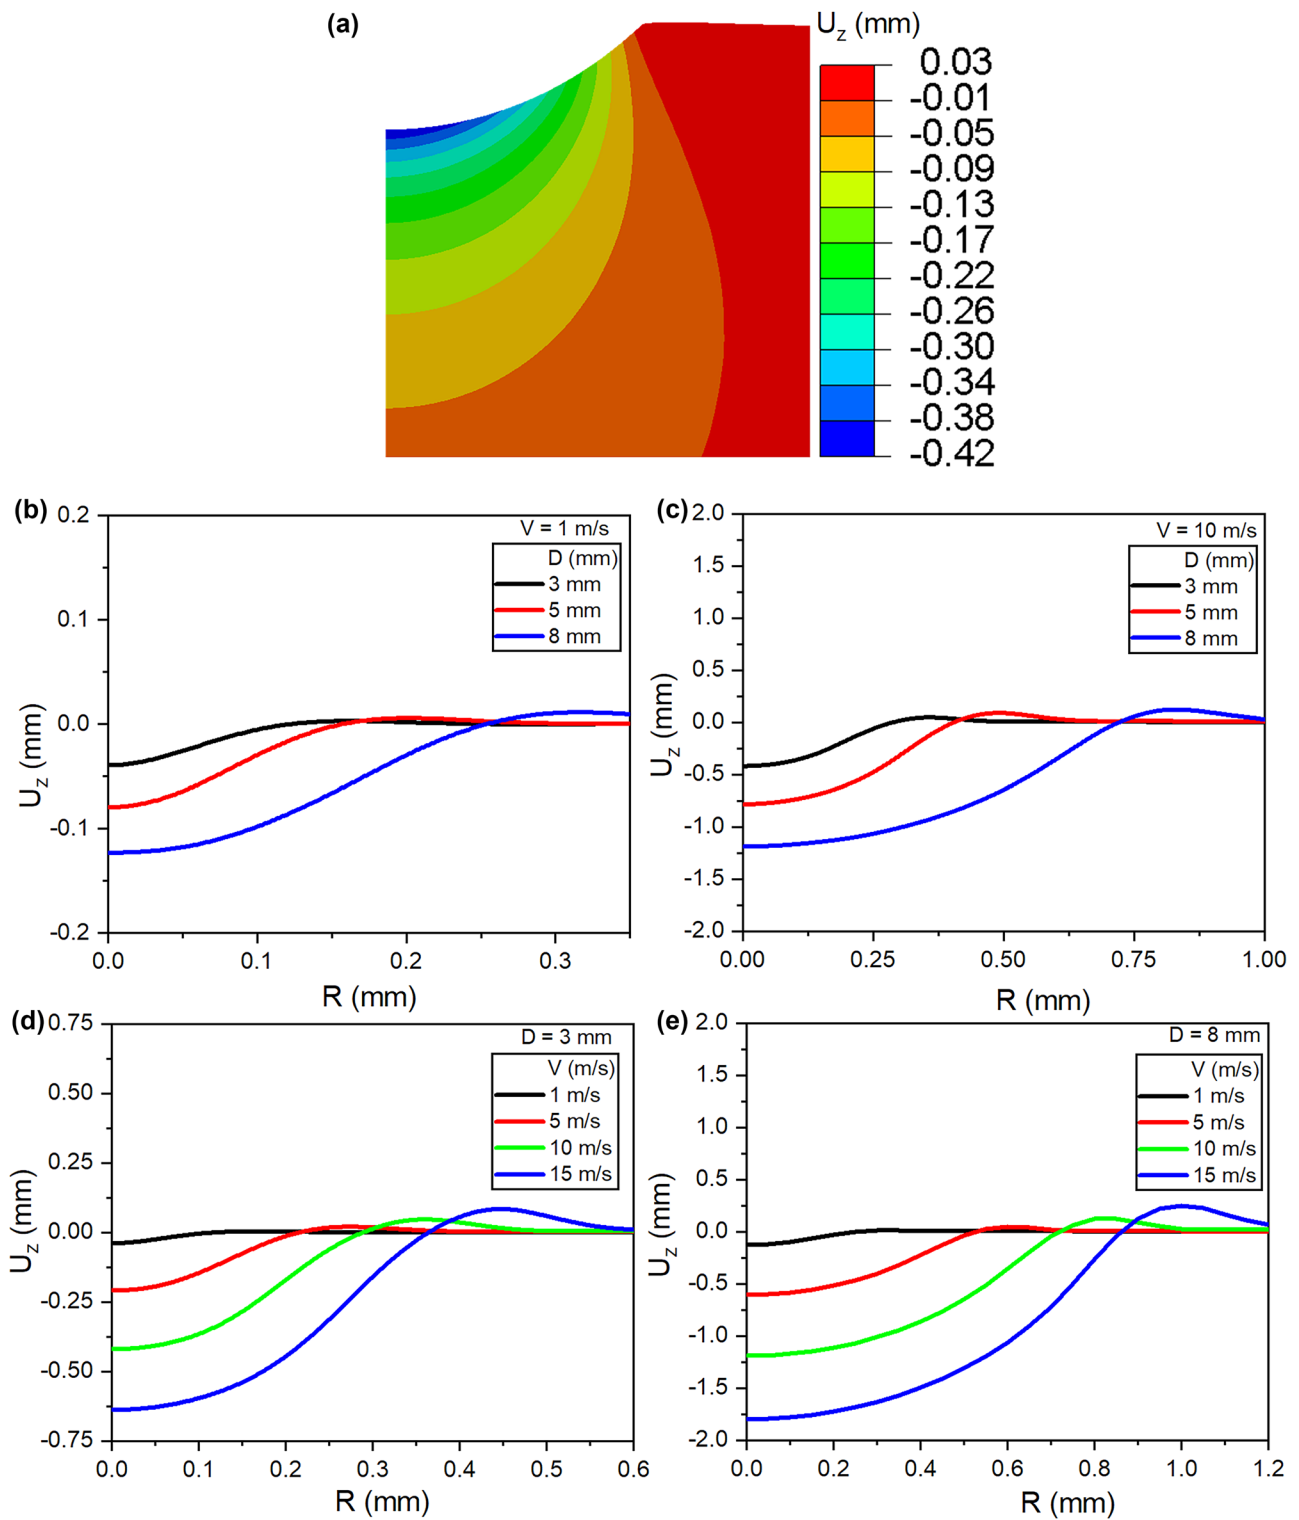 (a)
Uz (mm)
0.03
-0.01
-0.05
-0.09
-0.13
-0.17
-0.22
-0.26
-0.30
-0.34
-0.38
-0.42
(b)
V = 1 m/s
D (mm)
3 mm
5 mm
8 mm
0.2
0.1
0.0
-0.1
-0.2
Uz (mm)
0.0 0.1 0.2 0.3
R (mm)
(c)
V = 10 m/s
D (mm)
3 mm
5 mm
8 mm
2.0
1.5
1.0
0.5
0.0
-0.5
-1.0
-1.5
-2.0
Uz (mm)
0.00 0.25 0.50 0.75 1.00
R (mm)
(d)
D = 3 mm
V (m/s)
1 m/s
5 m/s
10 m/s
15 m/s
0.75
0.50
0.25
0.00
-0.25
-0.50
-0.75
Uz (mm)
0.0 0.1 0.2 0.3 0.4 0.5 0.6
R (mm)
(e)
D = 8 mm
V (m/s)
1 m/s
5 m/s
10 m/s
15 m/s
2.0
1.5
1.0
0.5
0.0
-0.5
-1.0
-1.5
-2.0
Uz (mm)
0.0 0.2 0.4 0.6 0.8 1.0 1.2
R (mm)